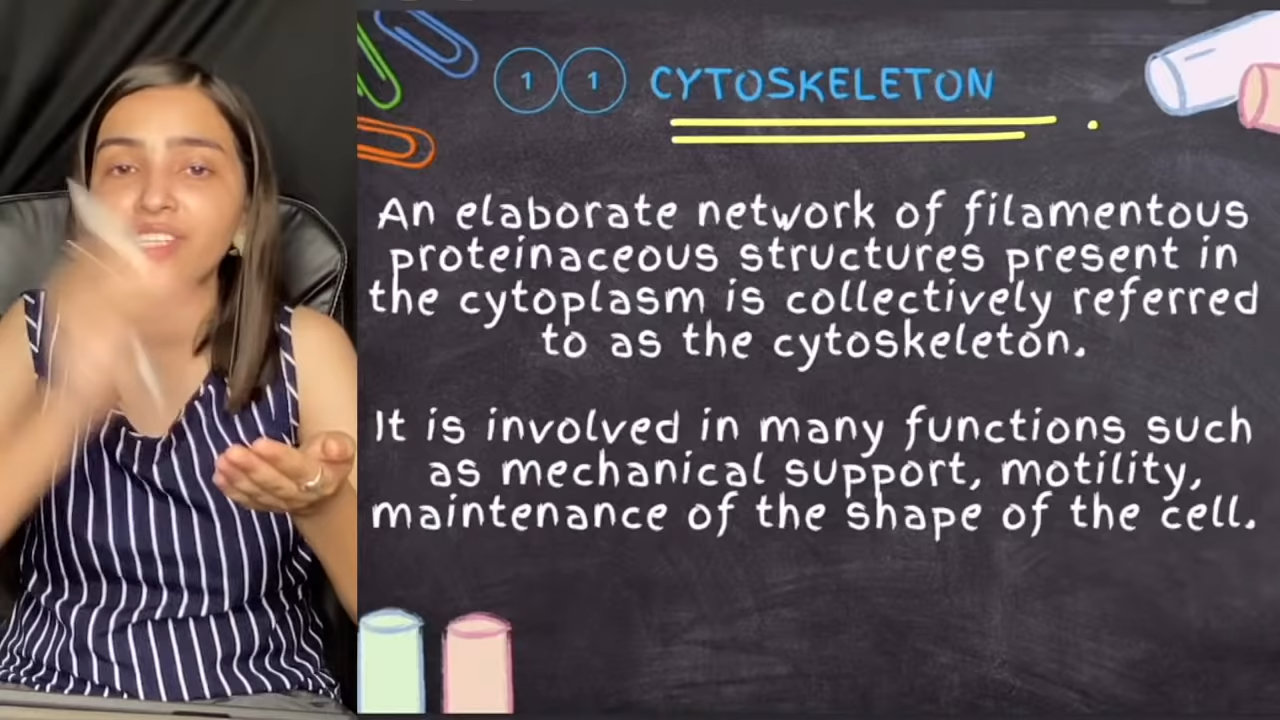 1 1 CYTOSKELETON
An elaborate network of filamentous
proteinaceous structures present in
the cytoplasm is collectively referred
to as the cytoskeleton.
It is involved in many functions such
as mechanical support, motility,
maintenance of the shape of the cell.